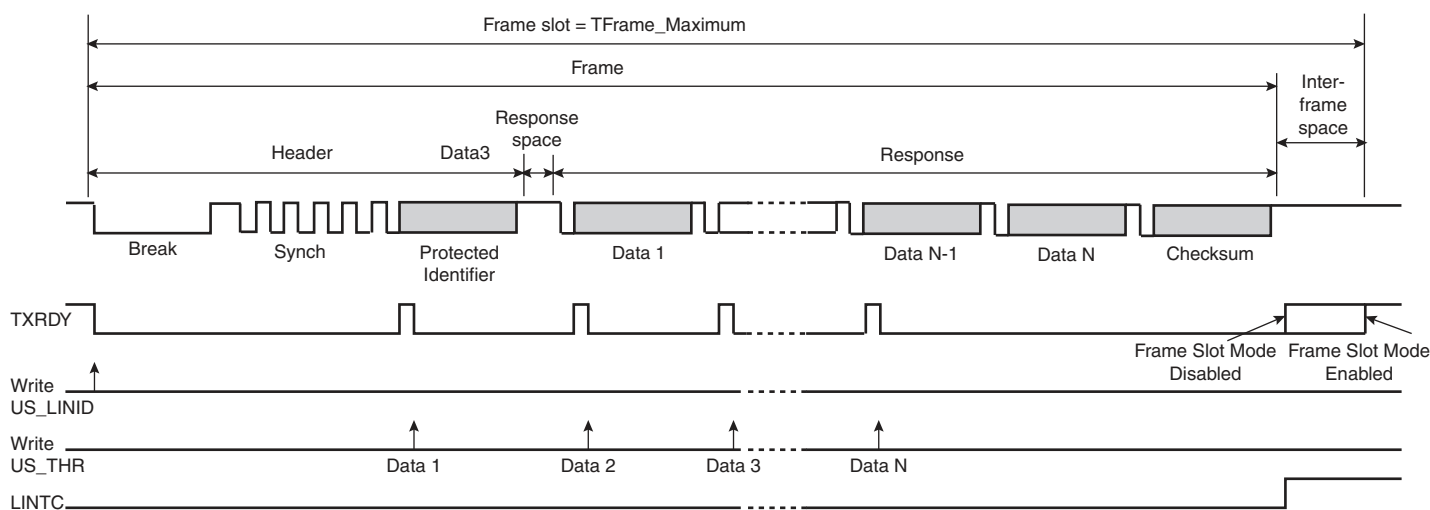 Frame slot = TFrame_Maximum
Frame
Inter-
frame
space
Response
space
Header
Data3
Response
Break
Synch
Protected
Identifier
Data 1
Data N-1
Data N
Checksum
TXRDY
Frame Slot Mode
Disabled
Frame Slot Mode
Enabled
Write
US_LINID
Write
US_THR
Data 1
Data 2
Data 3
Data N
LINTC